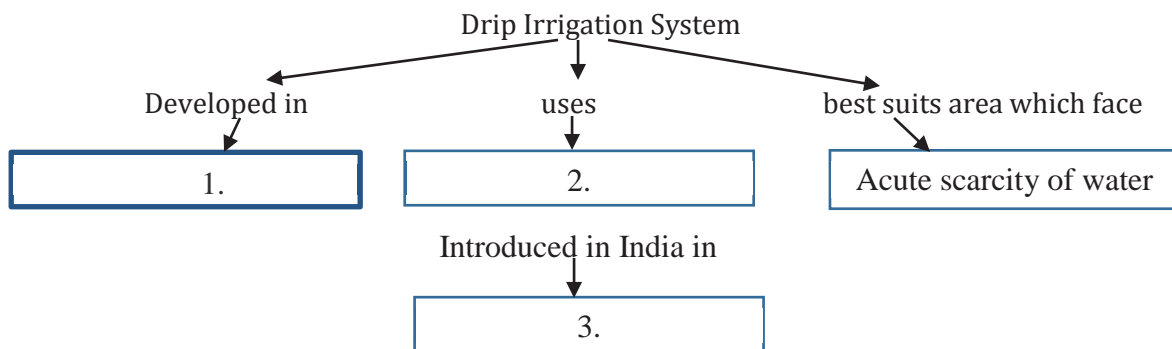 Drip Irrigation System
Developed in
uses
best suits area which face
1.
2.
Acute scarcity of water
Introduced in India in
3.